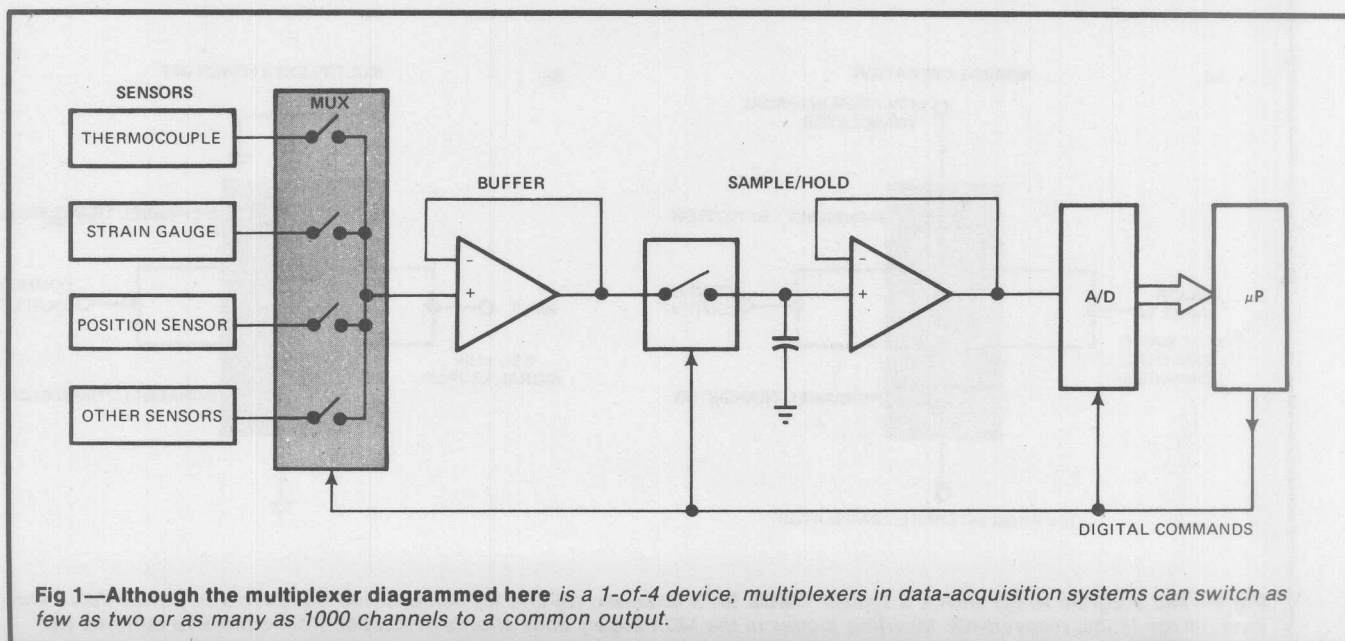 SENSORS
THERMOCOUPLE
STRAIN GAUGE
POSITION SENSOR
OTHER SENSORS
MUX
BUFFER
-
+
SAMPLE/HOLD
-
+
A/D
μP
DIGITAL COMMANDS
Fig 1—Although the multiplexer diagrammed here is a 1-of-4 device, multiplexers in data-acquisition systems can switch as
few as two or as many as 1000 channels to a common output.